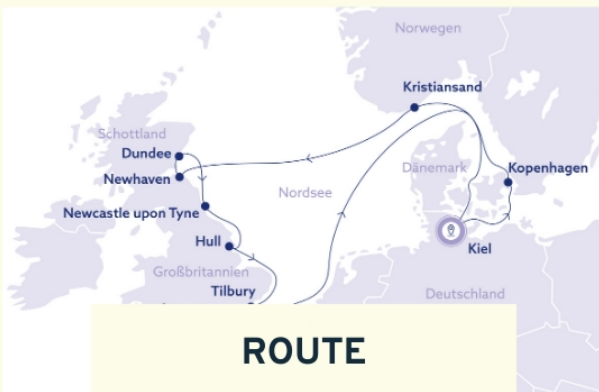 Norwegen
Kristiansand
Schottland
Dundee
Dänemark
Kopenhagen
Newhaven
Nordsee
Newcastle upon Tyne
Hull
Kiel
Großbritannien
Tilbury
Deutschland
ROUTE